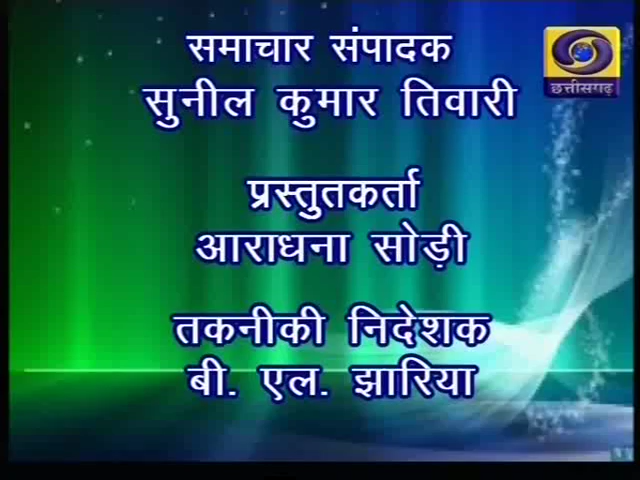 समाचार संपादक
सुनील कुमार तिवारी
छत्तीसगढ़
प्रस्तुतकर्ता
आराधना सोड़ी
तकनीकी निदेशक
बी. एल. झारिया